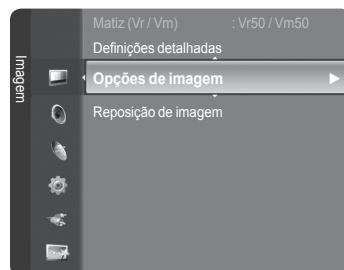 Imagem
Matiz (Vr / Vm) : Vr50 / Vm50
Definições detalhadas
Opções de imagem
Reposição de imagem